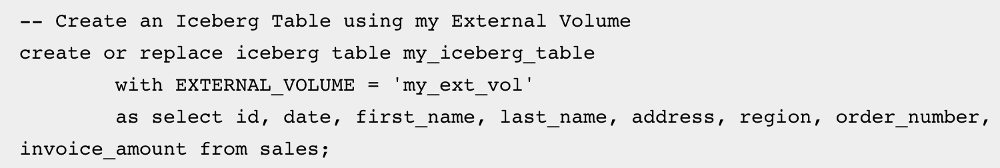 -- Create an Iceberg Table using my External Volume
create or replace iceberg table my_iceberg_table
with EXTERNAL_VOLUME = 'my_ext_vol'
as select id, date, first_name, last_name, address, region, order_number,
invoice_amount from sales;